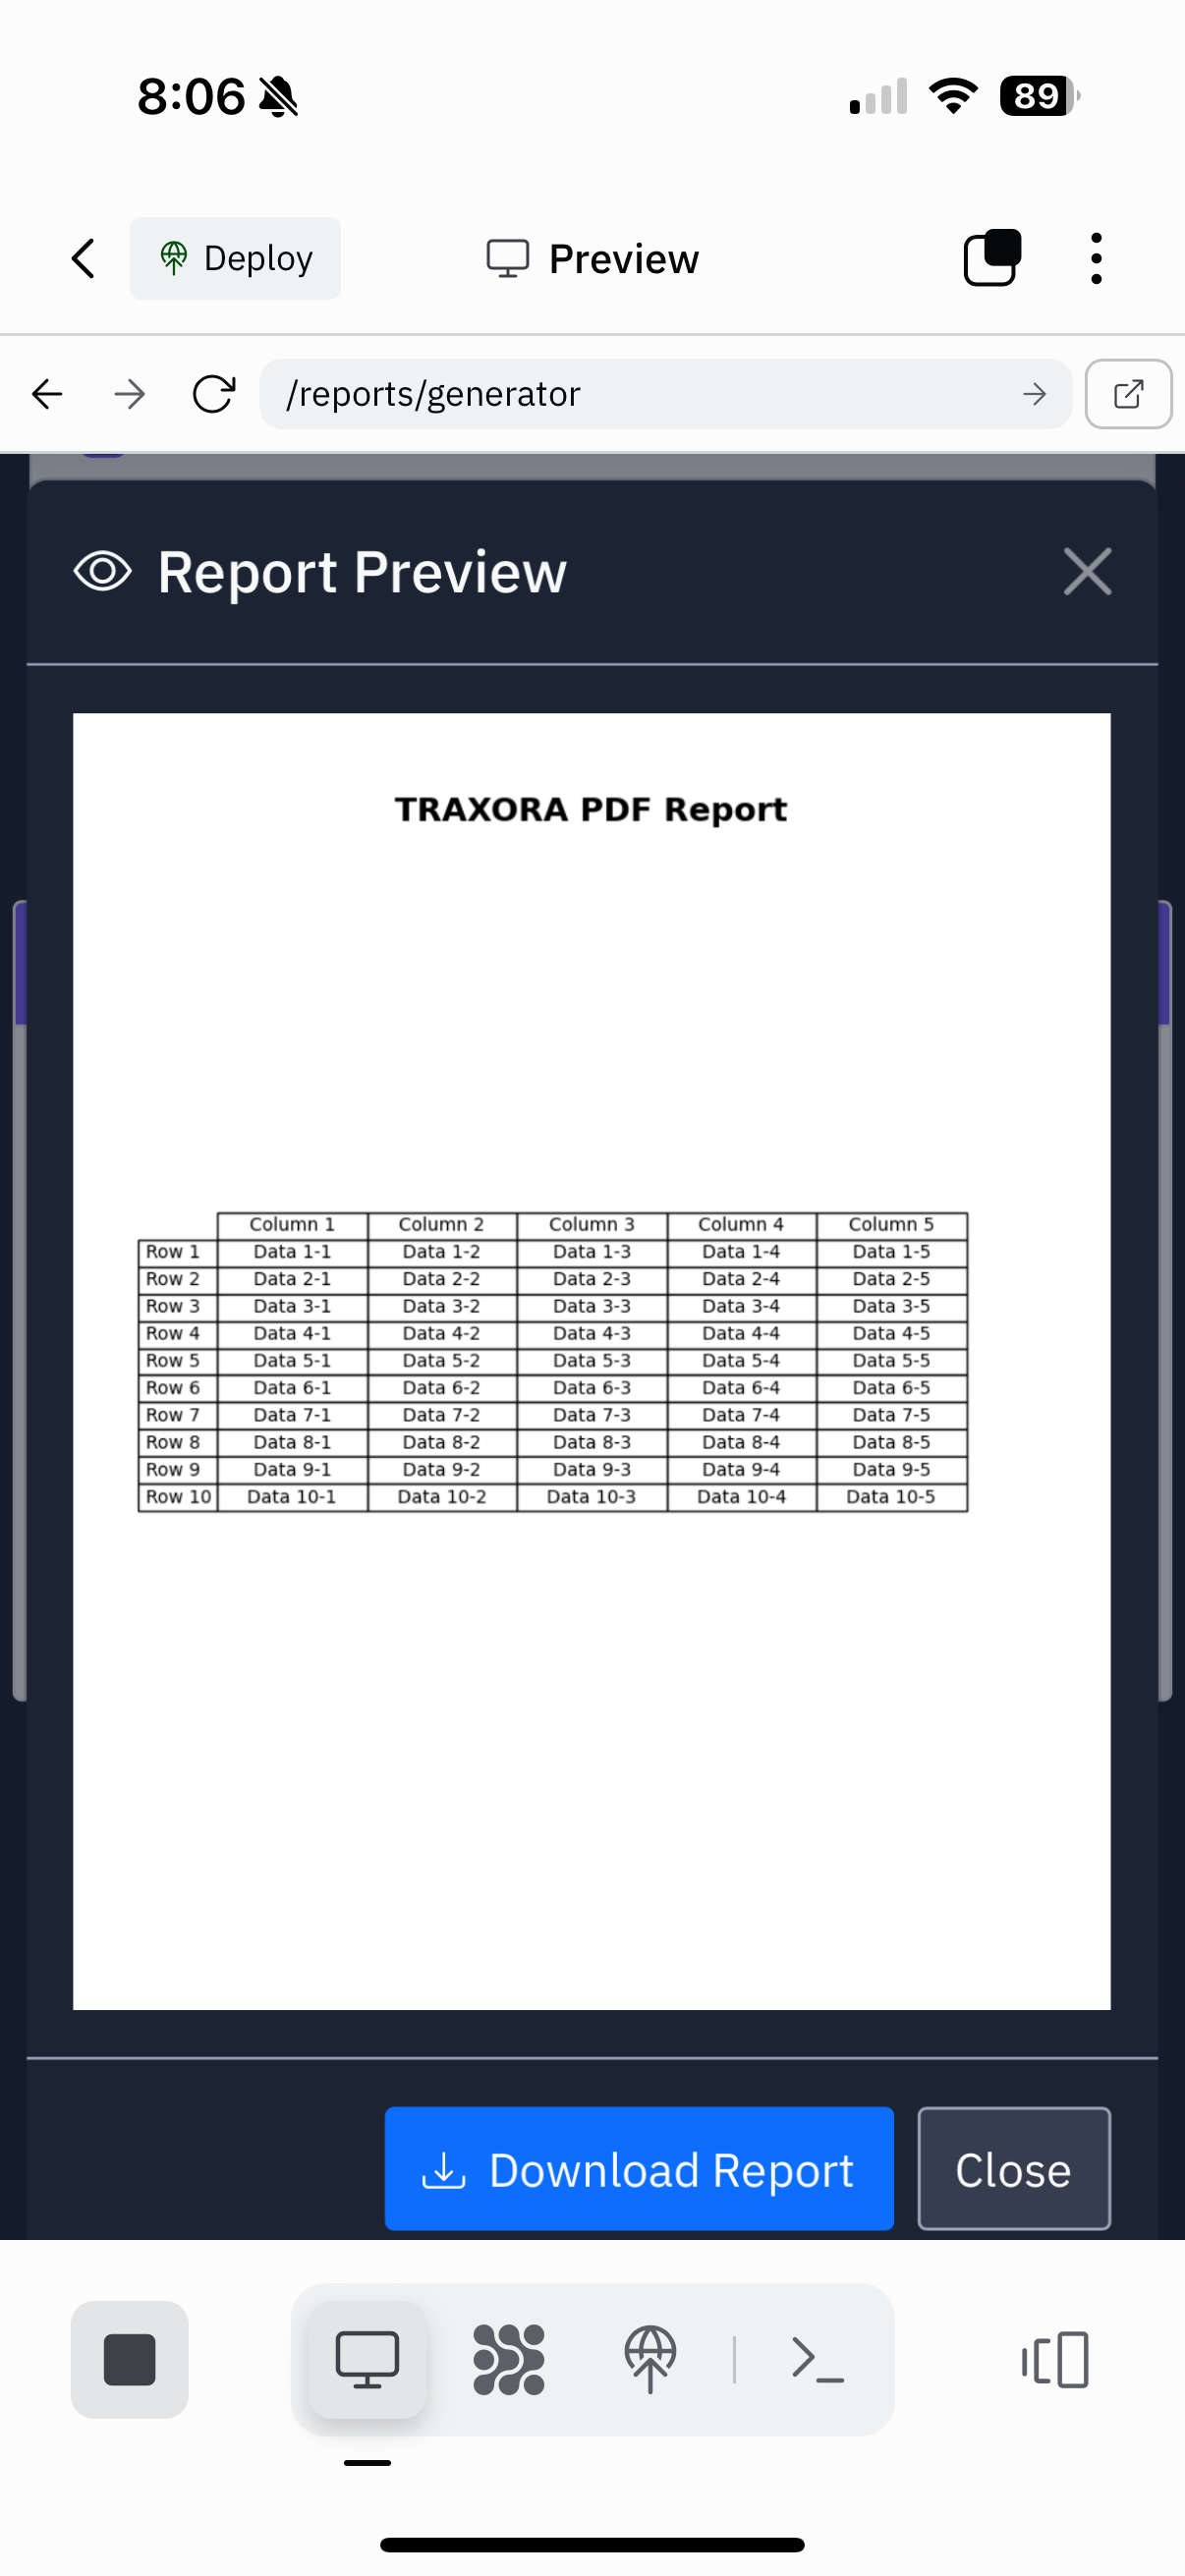 8:06 89
Deploy Preview
/reports/generator
Report Preview
TRAXORA PDF Report
Column 1 Column 2 Column 3 Column 4 Column 5
Row 1 Data 1-1 Data 1-2 Data 1-3 Data 1-4 Data 1-5
Row 2 Data 2-1 Data 2-2 Data 2-3 Data 2-4 Data 2-5
Row 3 Data 3-1 Data 3-2 Data 3-3 Data 3-4 Data 3-5
Row 4 Data 4-1 Data 4-2 Data 4-3 Data 4-4 Data 4-5
Row 5 Data 5-1 Data 5-2 Data 5-3 Data 5-4 Data 5-5
Row 6 Data 6-1 Data 6-2 Data 6-3 Data 6-4 Data 6-5
Row 7 Data 7-1 Data 7-2 Data 7-3 Data 7-4 Data 7-5
Row 8 Data 8-1 Data 8-2 Data 8-3 Data 8-4 Data 8-5
Row 9 Data 9-1 Data 9-2 Data 9-3 Data 9-4 Data 9-5
Row 10 Data 10-1 Data 10-2 Data 10-3 Data 10-4 Data 10-5
Download Report Close